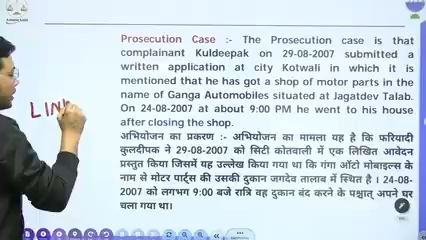 Prosecution Case :- The Prosecution case is that
complainant Kuldeepak on 29-08-2007 submitted a
written application at city Kotwali in which it is
mentioned that he has got a shop of motor parts in the
name of Ganga Automobiles situated at Jagatdev Talab.
On 24-08-2007 at about 9:00 PM he went to his house
after closing the shop.
अभियोजन का प्रकरण :- अभियोजन का मामला यह है कि फरियादी
कुलदीपक ने 29-08-2007 को सिटी कोतवाली में एक लिखित आवेदन
प्रस्तुत किया जिसमें यह उल्लेख किया गया था कि गंगा ऑटो मोबाइल्स के
नाम से मोटर पार्ट्स की उसकी दुकान जगदेव तालाब में स्थित है । 24-08-
2007 को लगभग 9:00 बजे रात्रि वह दुकान बंद करने के पश्चात् अपने घर
चला गया था।
LIN